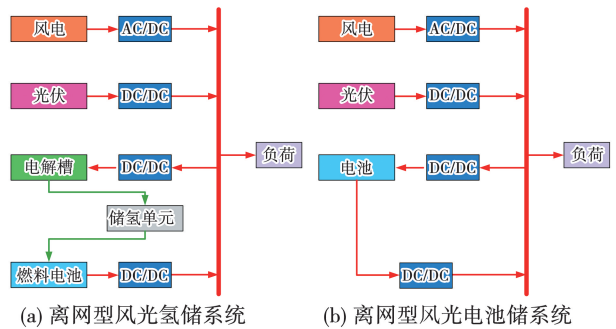 风电
AC/DC
光伏
DC/DC
负荷
电解槽
DC/DC
储氢单元
燃料电池
DC/DC
(a) 离网型风光氢储系统
风电
AC/DC
光伏
DC/DC
负荷
电池
DC/DC
DC/DC
(b) 离网型风光电池储系统